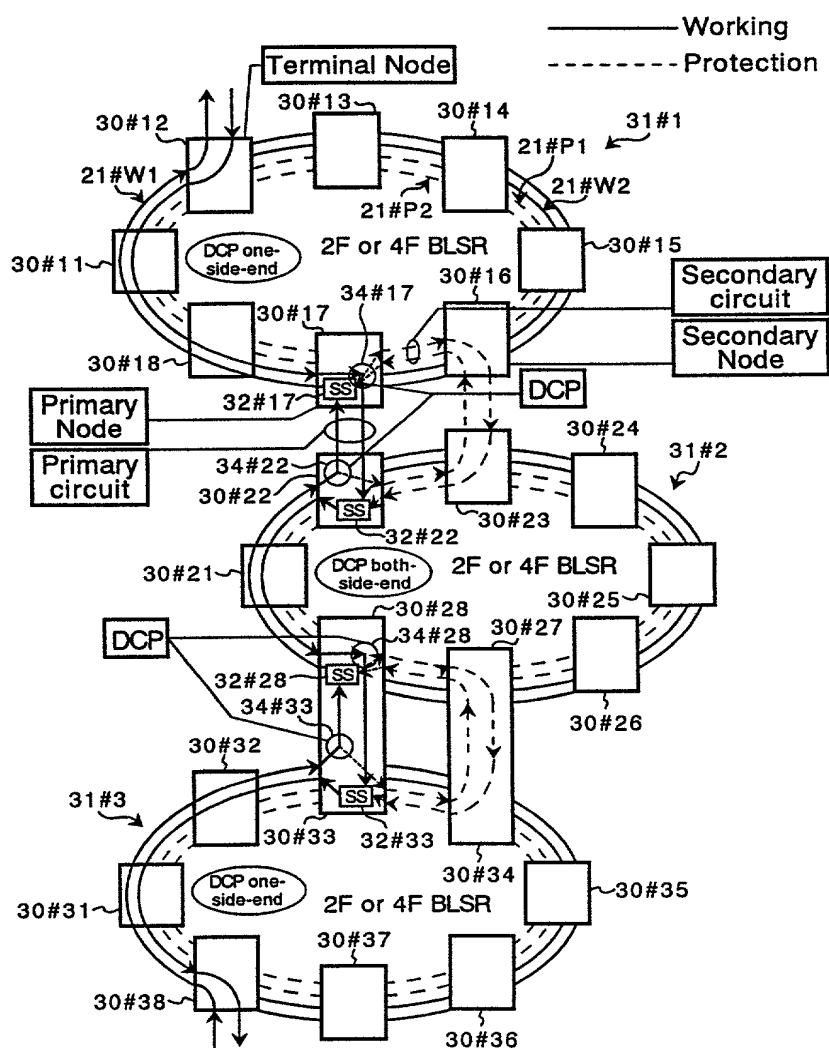 Working
Protection
Terminal Node
30#13
30#12
30#14
31#1
21#W1
21#P1
21#W2
21#P2
30#11
DCP one-
side-end
2F or 4F BLSR
30#15
30#17
34#17
30#16
Secondary
circuit
30#18
Secondary
Node
32#17
SS
DCP
Primary
Node
Primary
circuit
34#22
30#22
30#24
31#2
SS
30#23
32#22
30#21
DCP both-
side-end
2F or 4F BLSR
30#25
30#28
30#27
DCP
34#28
32#28
SS
30#26
34#33
30#32
31#3
SS
30#33
32#33
30#34
DCP one-
side-end
30#31
2F or 4F BLSR
30#35
30#37
30#38
30#36